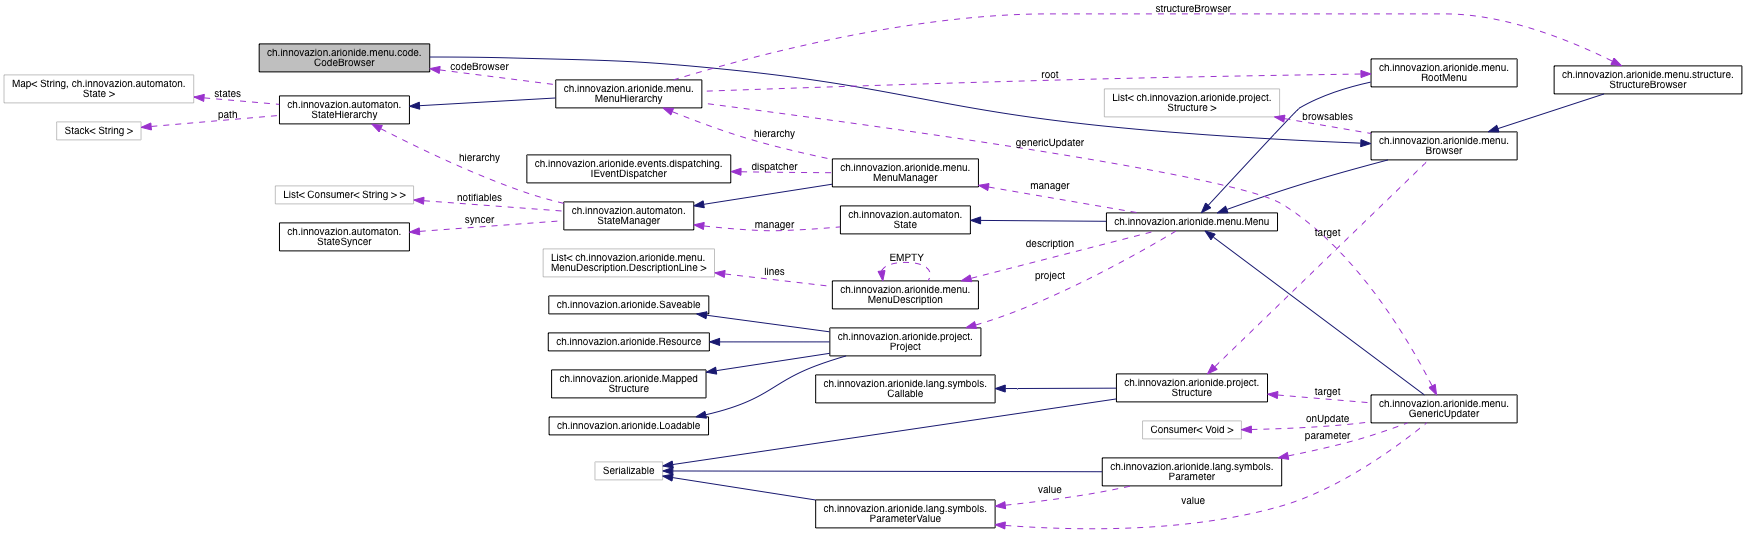 structureBrowser
ch.innovazion.arionide.menu.code.
CodeBrowser
codeBrowser
root
ch.innovazion.arionide.menu.
RootMenu
ch.innovazion.arionide.menu.structure.
StructureBrowser
Map< String, ch.innovazion.automaton.
State >
states
ch.innovazion.arionide.menu.
MenuHierarchy
ch.innovazion.automaton.
StateHierarchy
List< ch.innovazion.arionide.project.
Structure >
browsables
path
Stack< String >
hierarchy
genericUpdater
ch.innovazion.arionide.menu.
Browser
hierarchy
ch.innovazion.arionide.events.dispatching.
IEventDispatcher
dispatcher
ch.innovazion.arionide.menu.
MenuManager
manager
List< Consumer< String > >
notifiables
ch.innovazion.automaton.
StateManager
syncer
ch.innovazion.automaton.
StateSyncer
manager
ch.innovazion.automaton.
State
ch.innovazion.arionide.menu.Menu
target
description
List< ch.innovazion.arionide.menu.
MenuDescription.DescriptionLine >
lines
EMPTY
project
ch.innovazion.arionide.menu.
MenuDescription
ch.innovazion.arionide.Saveable
ch.innovazion.arionide.Resource
ch.innovazion.arionide.project.
Project
ch.innovazion.arionide.Mapped
Structure
ch.innovazion.arionide.lang.symbols.
Callable
ch.innovazion.arionide.project.
Structure
target
ch.innovazion.arionide.menu.
GenericUpdater
ch.innovazion.arionide.Loadable
onUpdate
Consumer< Void >
parameter
Serializable
ch.innovazion.arionide.lang.symbols.
Parameter
value
value
ch.innovazion.arionide.lang.symbols.
ParameterValue